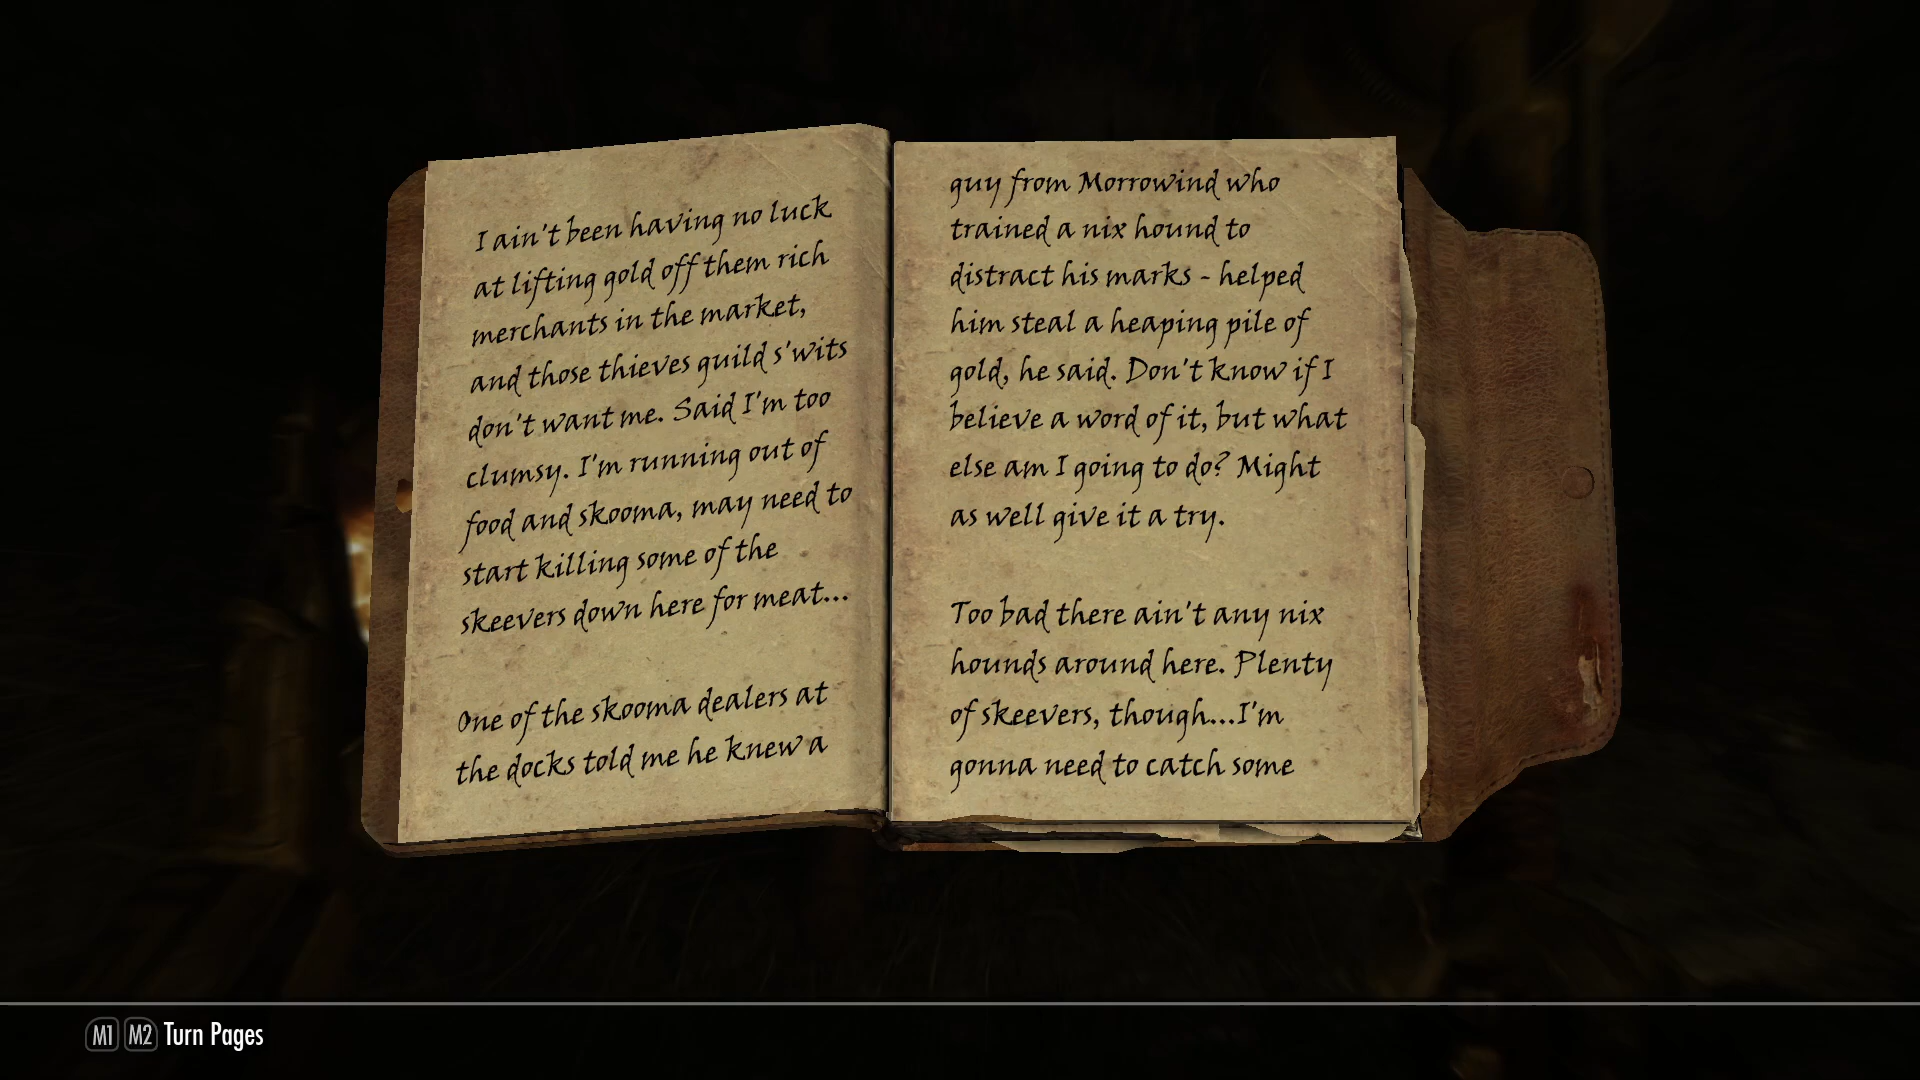 I ain't been having no luck
at lifting gold off them rich
merchants in the market,
and those thieves guild s'wits
don't want me. Said I'm too
clumsy. I'm running out of
food and skooma, may need to
start killing some of the
skeevers down here for meat...
One of the skooma dealers at
the docks told me he knew a
guy from Morrowind who
trained a nix hound to
distract his marks - helped
him steal a heaping pile of
gold, he said. Don't know if I
believe a word of it, but what
else am I going to do? Might
as well give it a try.
Too bad there ain't any nix
hounds around here. Plenty
of skeevers, though...I'm
gonna need to catch some
M1 M2 Turn Pages